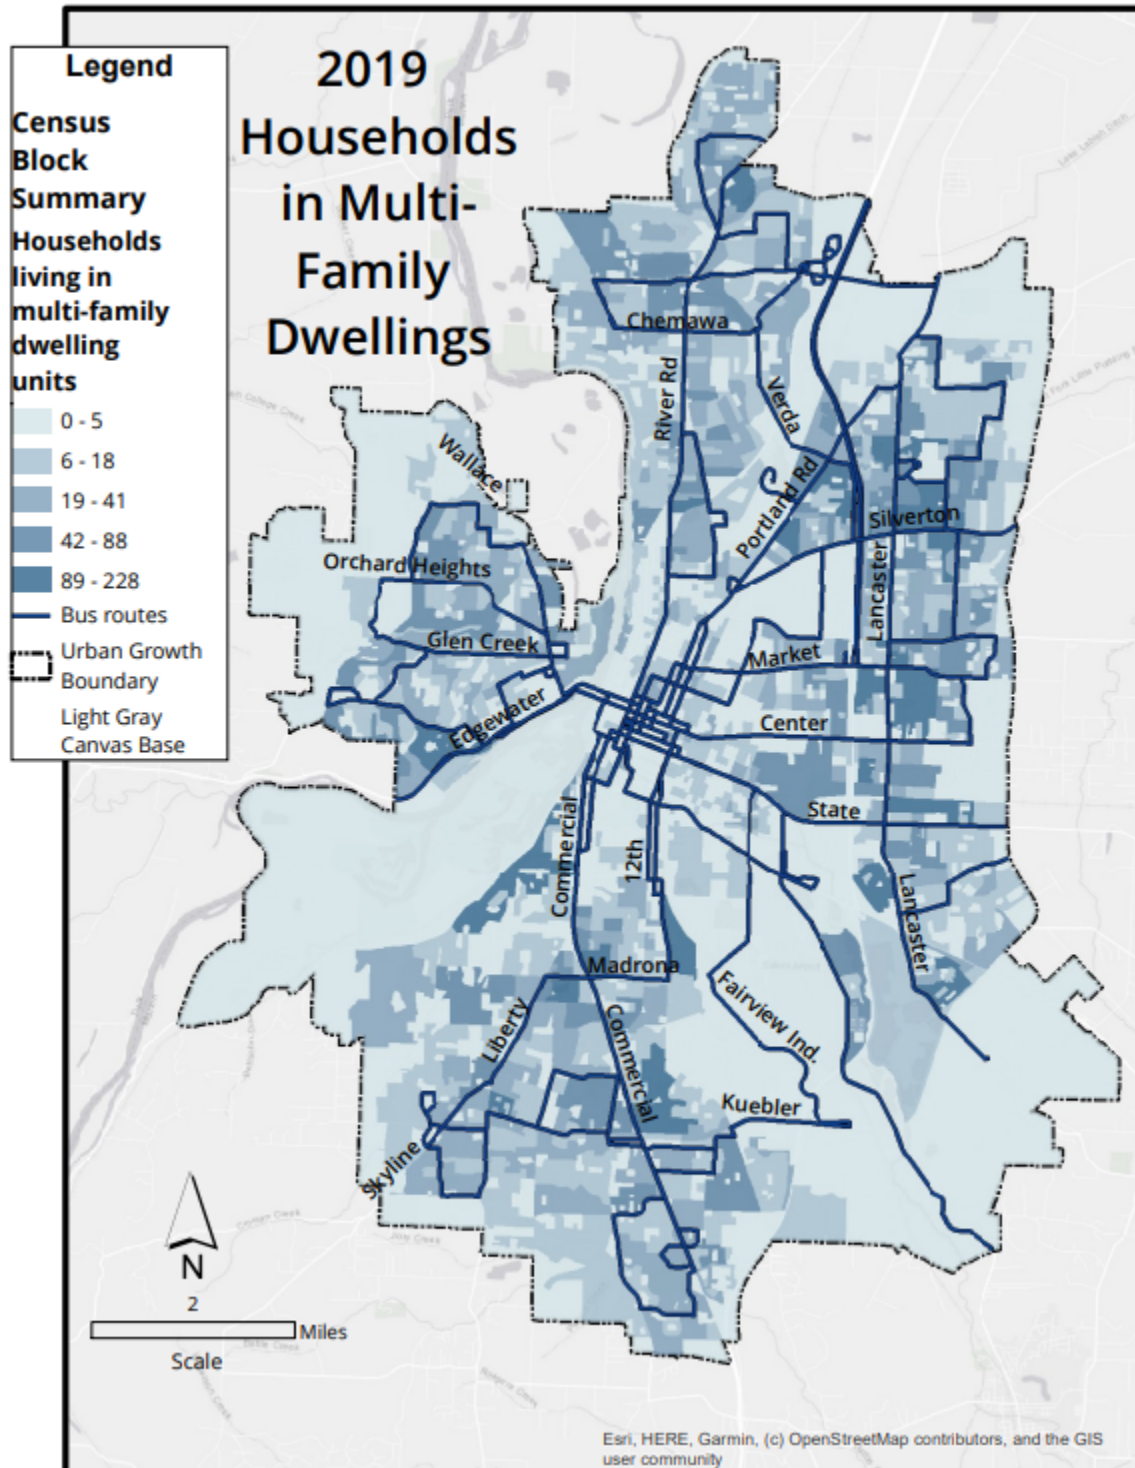 Legend
Census
Block
Summary
Households
living in
multi-family
dwelling
units
0 - 5
6 - 18
19 - 41
42 - 88
89 - 228
Bus routes
Urban Growth
Boundary
Light Gray
Canvas Base
2019
Households
in Multi-
Family
Dwellings
Chemawa
River Rd
Verda
Wallace
Portland Rd
Silverton
Orchard Heights
Lancaster
Glen Creek
Market
Edgewater
Center
State
Commercial
12th
Lancaster
Madrona
Fairview Ind.
Liberty
Commercial
Kuebler
Skyline
N
2
Miles
Scale
Esri, HERE, Garmin, (c) OpenStreetMap contributors, and the GIS
user community